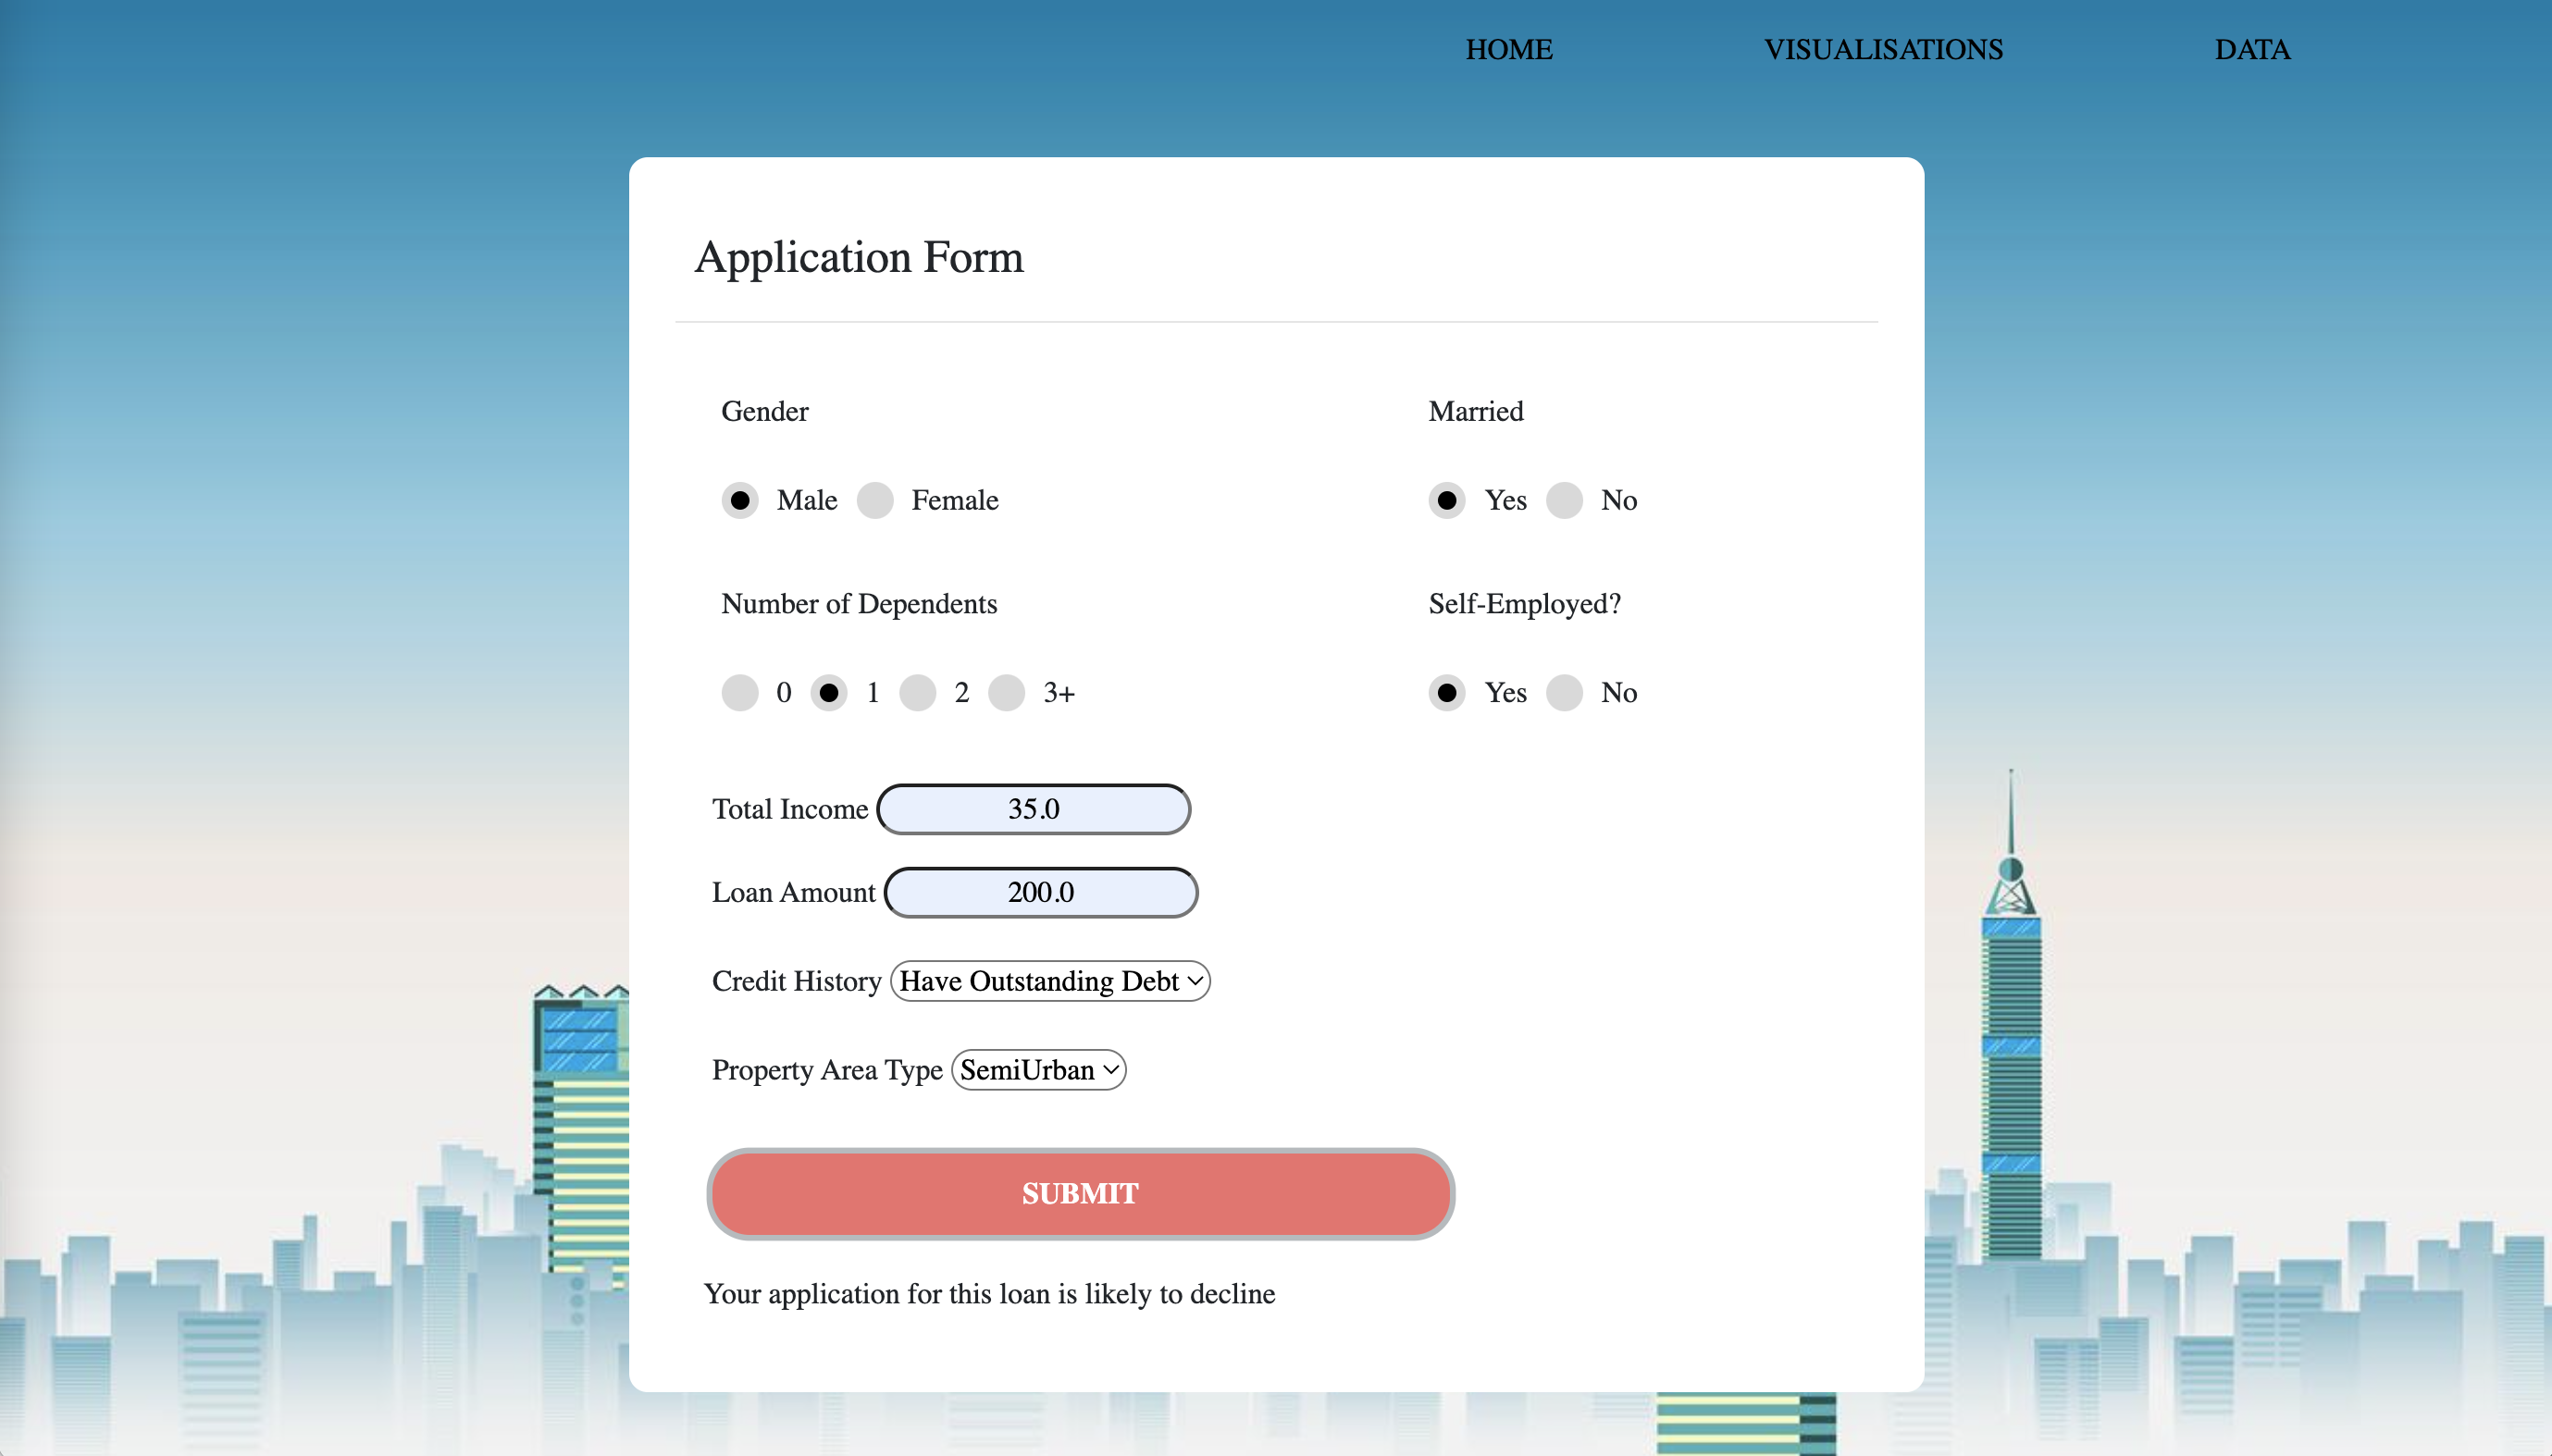 HOME VISUALISATIONS DATA
Application Form
Gender Married
Male Female Yes No
Number of Dependents Self-Employed?
0 1 2 3+ Yes No
Total Income 35.0
Loan Amount 200.0
Credit History Have Outstanding Debt
Property Area Type SemiUrban
SUBMIT
Your application for this loan is likely to decline